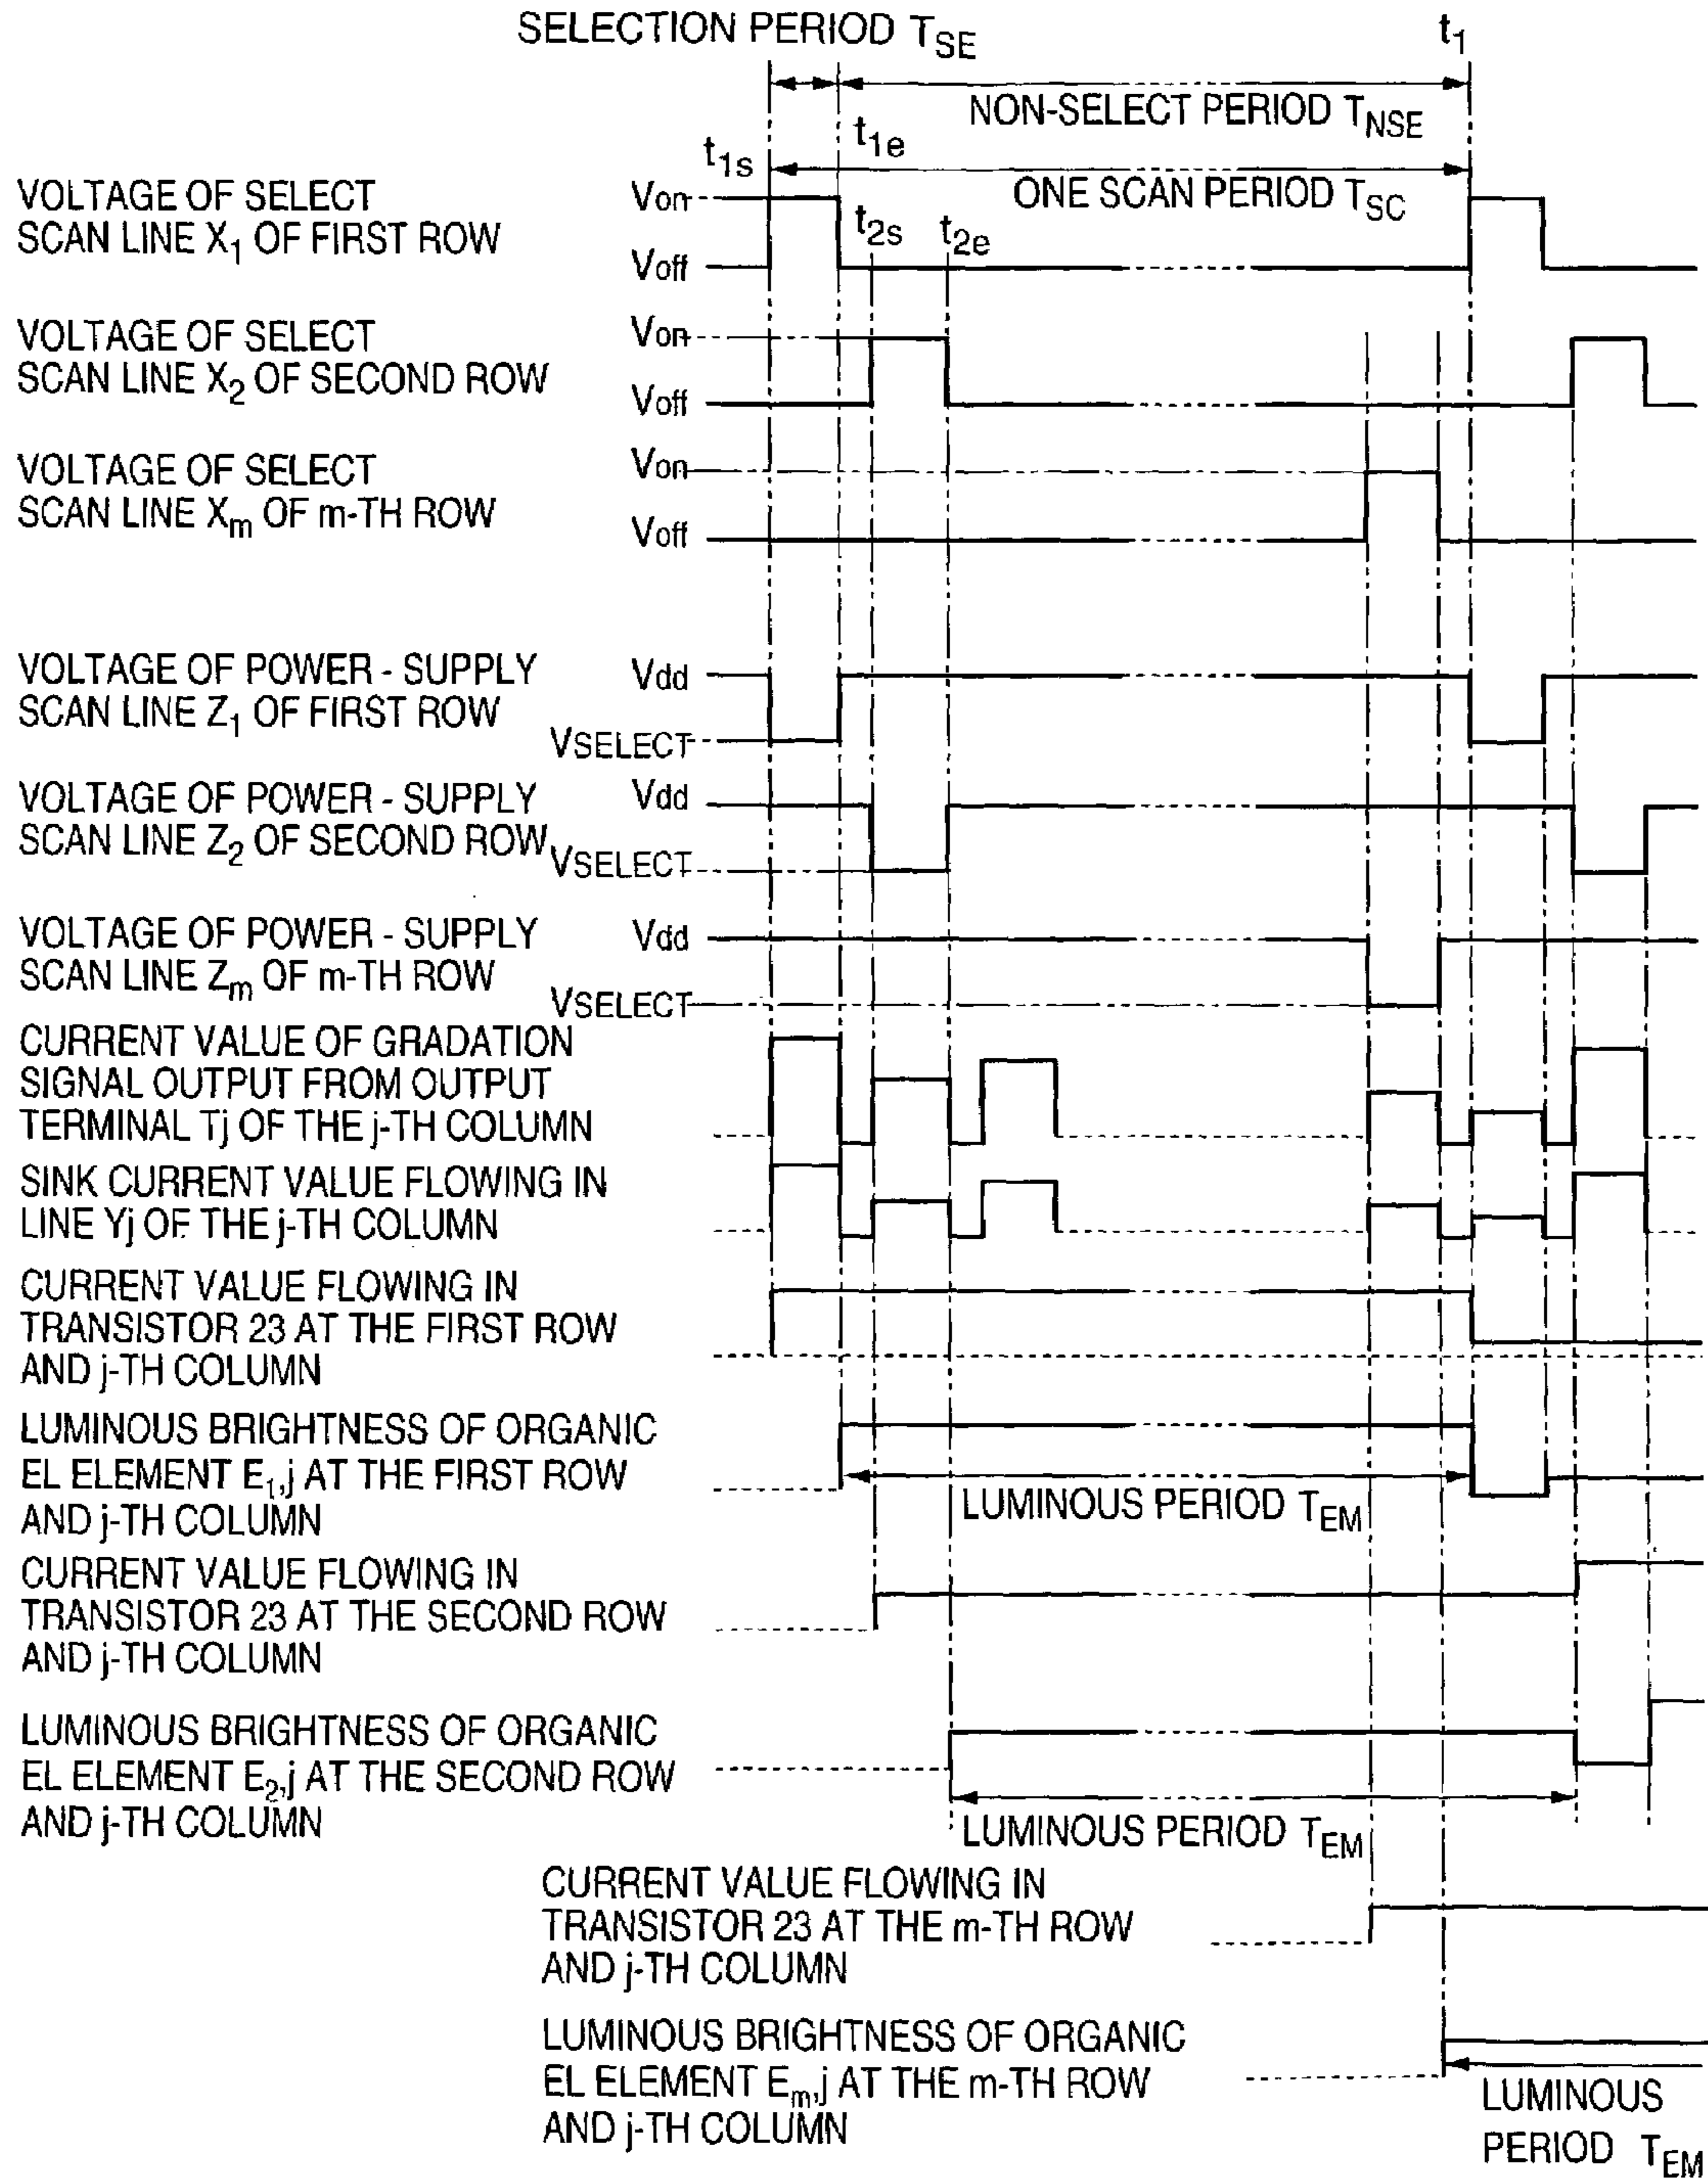 SELECTION PERIOD TSE
t1
NON-SELECT PERIOD TNSE
t1s
t1e
ONE SCAN PERIOD TSC
VOLTAGE OF SELECT
SCAN LINE X1 OF FIRST ROW
Von
Voff
t2s
t2e
VOLTAGE OF SELECT
SCAN LINE X2 OF SECOND ROW
Von
Voff
VOLTAGE OF SELECT
SCAN LINE Xm OF m-TH ROW
Von
Voff
VOLTAGE OF POWER - SUPPLY
SCAN LINE Z1 OF FIRST ROW
Vdd
VSELECT
VOLTAGE OF POWER - SUPPLY
SCAN LINE Z2 OF SECOND ROW
Vdd
VSELECT
VOLTAGE OF POWER - SUPPLY
SCAN LINE Zm OF m-TH ROW
Vdd
VSELECT
CURRENT VALUE OF GRADATION
SIGNAL OUTPUT FROM OUTPUT
TERMINAL Tj OF THE j-TH COLUMN
SINK CURRENT VALUE FLOWING IN
LINE Yj OF THE j-TH COLUMN
CURRENT VALUE FLOWING IN
TRANSISTOR 23 AT THE FIRST ROW
AND j-TH COLUMN
LUMINOUS BRIGHTNESS OF ORGANIC
EL ELEMENT E1,j AT THE FIRST ROW
AND j-TH COLUMN
LUMINOUS PERIOD TEM
CURRENT VALUE FLOWING IN
TRANSISTOR 23 AT THE SECOND ROW
AND j-TH COLUMN
LUMINOUS BRIGHTNESS OF ORGANIC
EL ELEMENT E2,j AT THE SECOND ROW
AND j-TH COLUMN
LUMINOUS PERIOD TEM
CURRENT VALUE FLOWING IN
TRANSISTOR 23 AT THE m-TH ROW
AND j-TH COLUMN
LUMINOUS BRIGHTNESS OF ORGANIC
EL ELEMENT Em,j AT THE m-TH ROW
AND j-TH COLUMN
LUMINOUS
PERIOD TEM